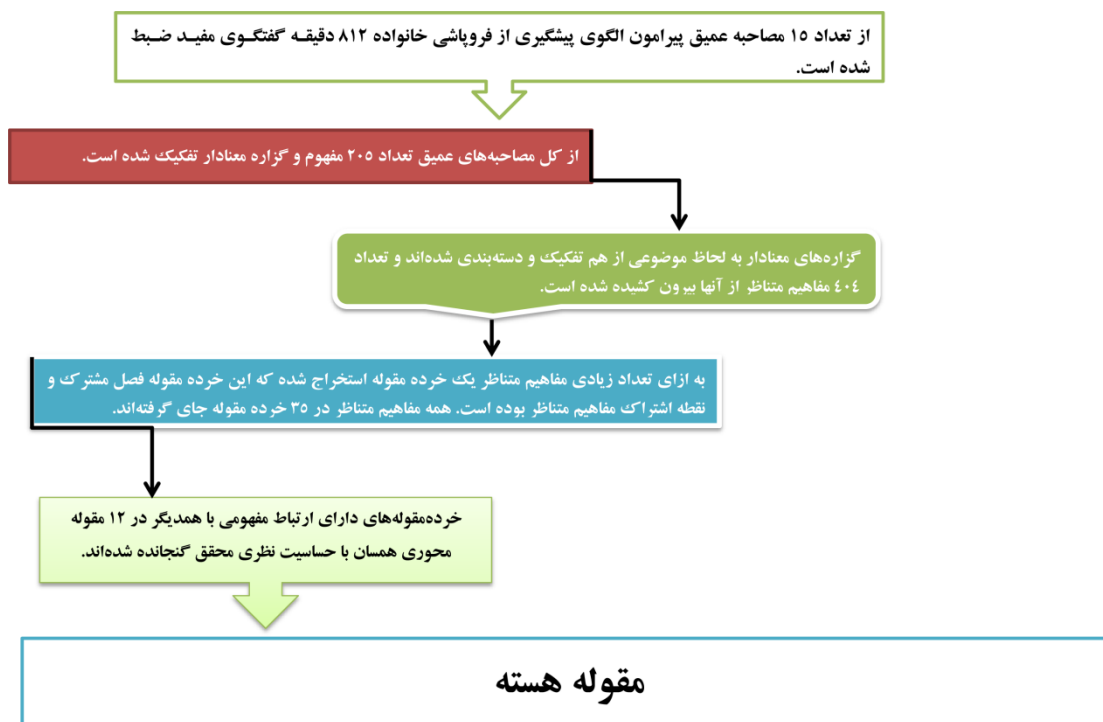 از تعداد ۱۵ مصاحبه عمیق پیرامون الگوی پیشگیری از فروپاشی خانواده ۸۱۲ دقیقـه گفتگـوی مفیـد ضـبط
شده است.
از کل مصاحبه‌های عمیق تعداد ۲۰۵ مفهوم و گزاره معنادار تفکیک شده است.
گزاره‌های معنادار به لحاظ موضوعی از هم تفکیک و دسته‌بندی شده‌اند و تعداد
٤۰٤ مفاهیم متناظر از آنها بیرون کشیده شده است.
به ازای تعداد زیادی مفاهیم متناظر یک خرده مقوله استخراج شده که این خرده مقوله فصل مشترک و
نقطه اشتراک مفاهیم متناظر بوده است. همه مفاهیم متناظر در ۳۵ خرده مقوله جای گرفته‌اند.
خرده‌مقوله‌های دارای ارتباط مفهومی با همدیگر در ۱۲ مقوله
محوری همسان با حساسیت نظری محقق گنجانده شده‌اند.
مقوله هسته